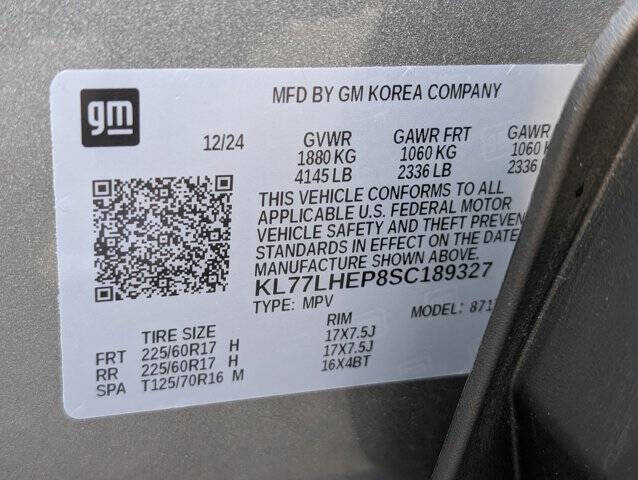 gm
MFD BY GM KOREA COMPANY
12/24 GVWR GAWR FRT GAWR
1880 KG 1060 KG 1060
4145 LB 2336 LB 2336
THIS VEHICLE CONFORMS TO ALL
APPLICABLE U.S. FEDERAL MOTOR
VEHICLE SAFETY AND THEFT PREVEN
STANDARDS IN EFFECT ON THE DATE
MANUFACTURE SHOWN ABOVE.
KL77LHEP8SC189327
TYPE: MPV MODEL: 871
TIRE SIZE RIM
FRT 225/60R17 H 17X7.5J
RR 225/60R17 H 17X7.5J
SPA T125/70R16 M 16X4BT